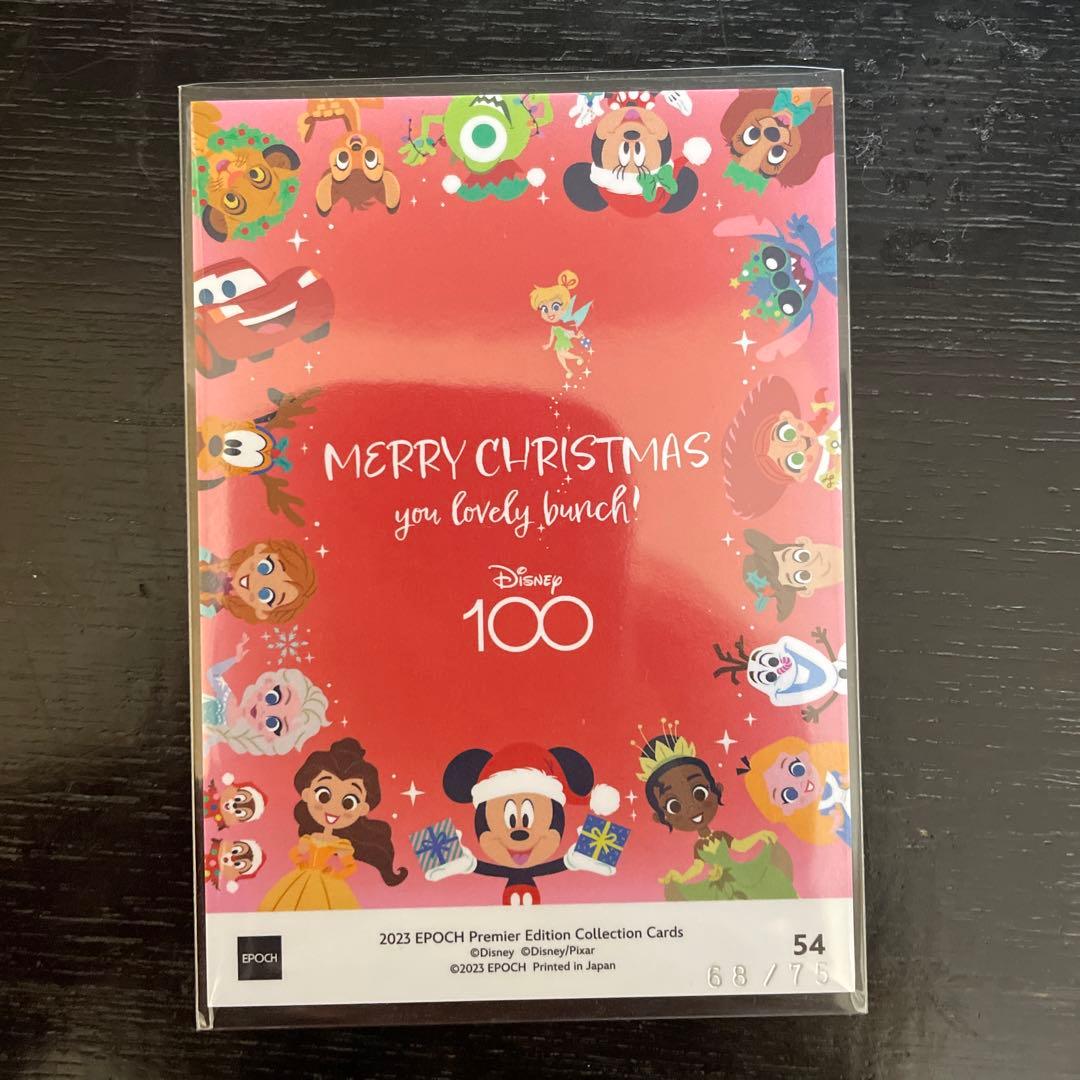 MERRY CHRISTMAS
you lovely bunch!
Disney
100
2023 EPOCH Premier Edition Collection Cards
©Disney ©Disney/Pixar
©2023 EPOCH Printed in Japan
EPOCH
54
68/75